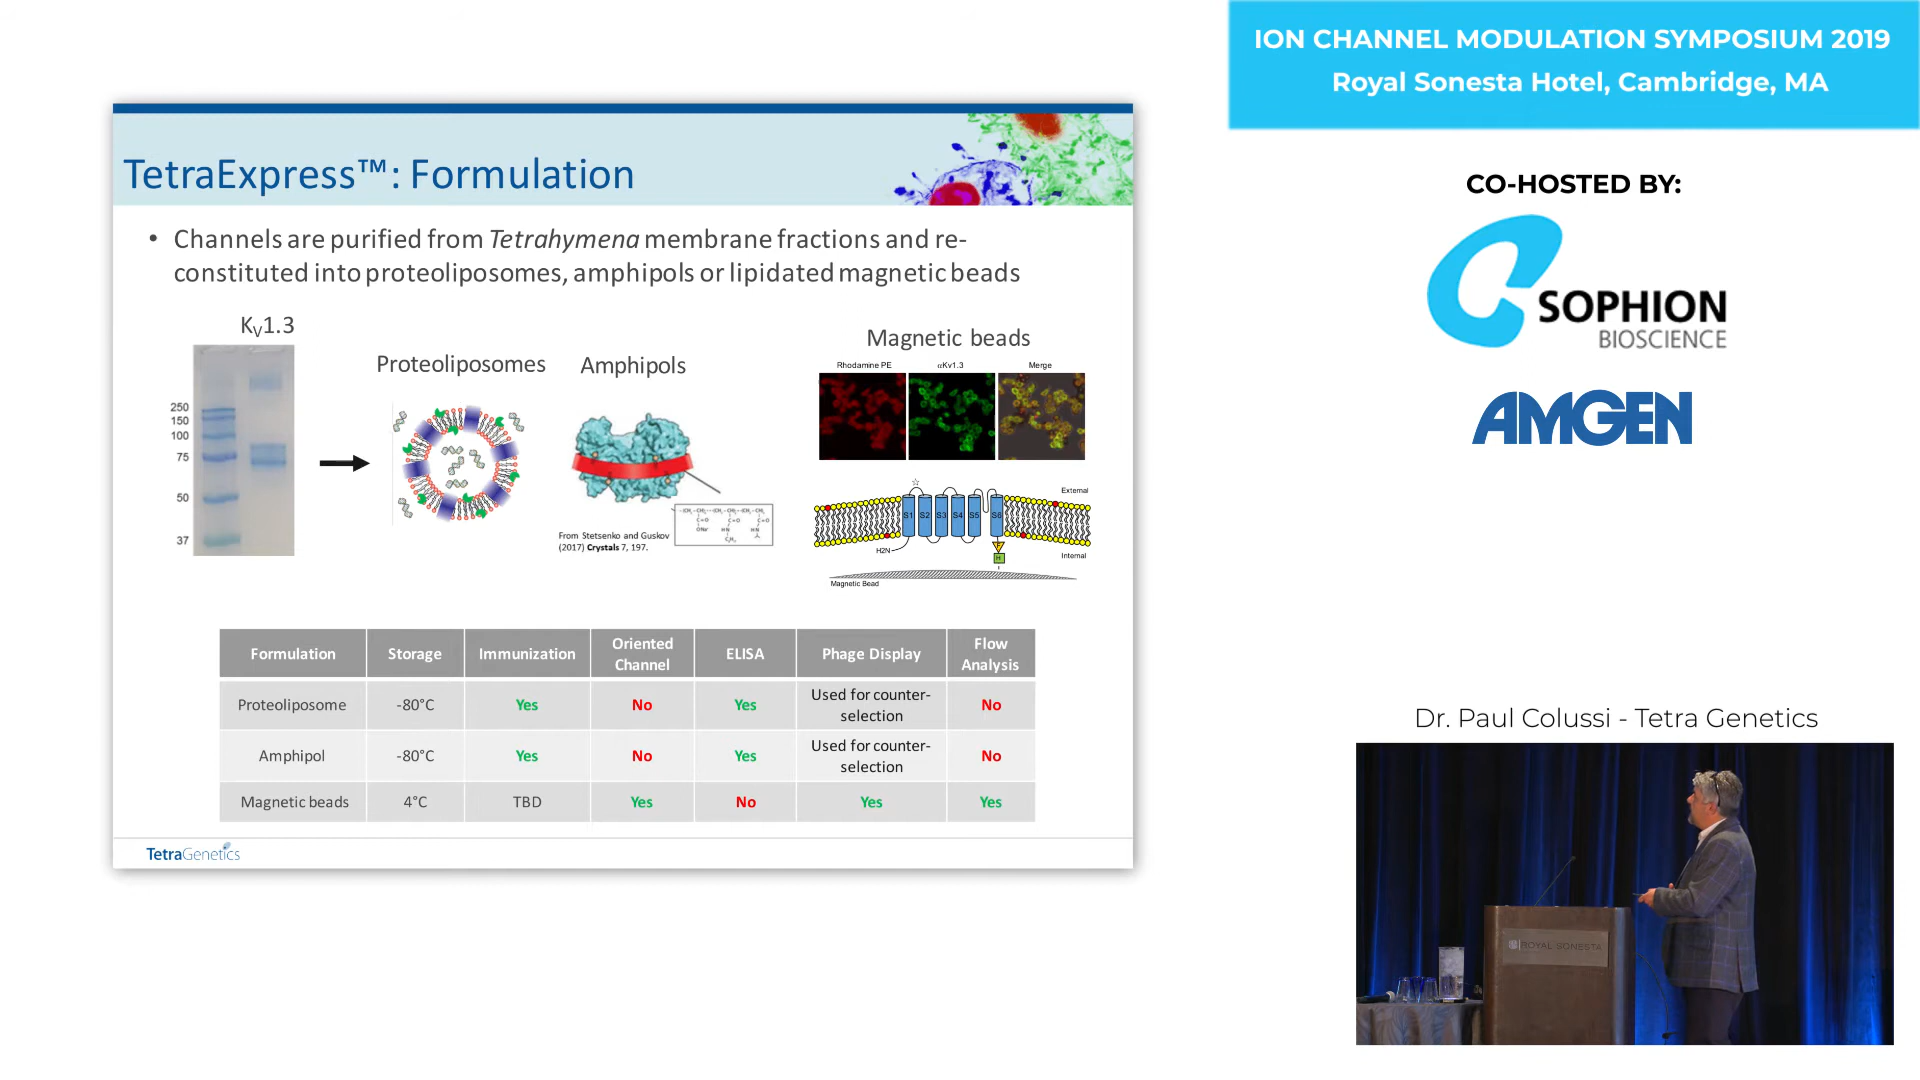 ION CHANNEL MODULATION SYMPOSIUM 2019
Royal Sonesta Hotel, Cambridge, MA
CO-HOSTED BY:
SOPHION
BIOSCIENCE
AMGEN
TetraExpress™: Formulation
• Channels are purified from Tetrahymena membrane fractions and re-
constituted into proteoliposomes, amphipols or lipidated magnetic beads
KV1.3
250
150
100
75
50
37
Proteoliposomes
Amphipols
From Stetsenko and Guskov
(2017) Crystals 7, 197.
Magnetic beads
Rhodamine PE αKv1.3 Merge
External
S1 S2 S3 S4 S5 S6
H2N
Internal
Magnetic Bead
Formulation Storage Immunization Oriented Channel ELISA Phage Display Flow Analysis
Proteoliposome -80°C Yes No Yes Used for counter-selection No
Amphipol -80°C Yes No Yes Used for counter-selection No
Magnetic beads 4°C TBD Yes No Yes Yes
TetraGenetics
Dr. Paul Colussi - Tetra Genetics
ROYAL SONESTA